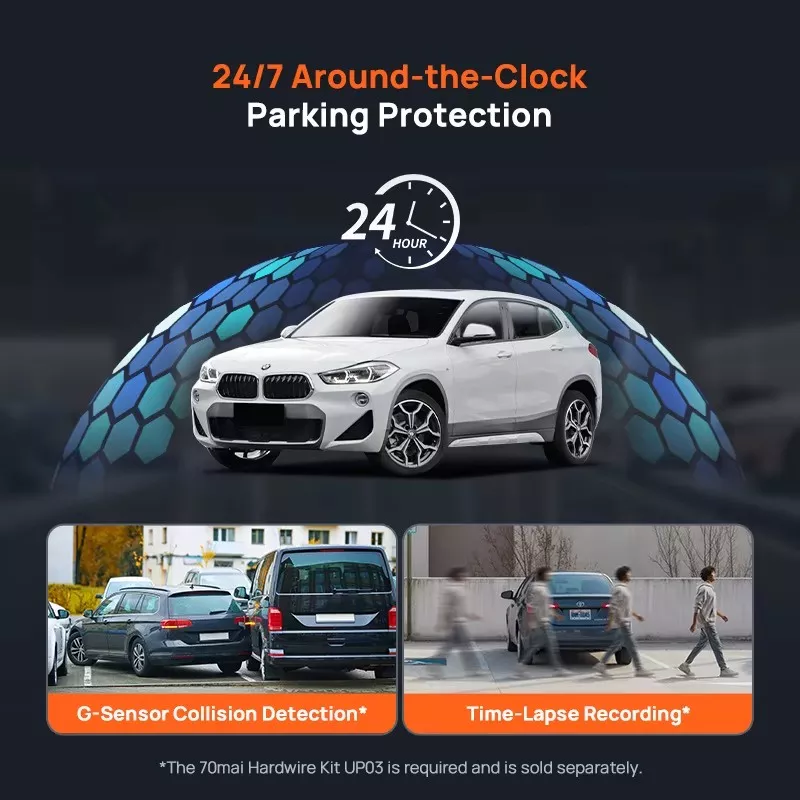 24/7 Around-the-Clock
Parking Protection
24
HOUR
G-Sensor Collision Detection*
Time-Lapse Recording*
*The 70mai Hardwire Kit UP03 is required and is sold separately.